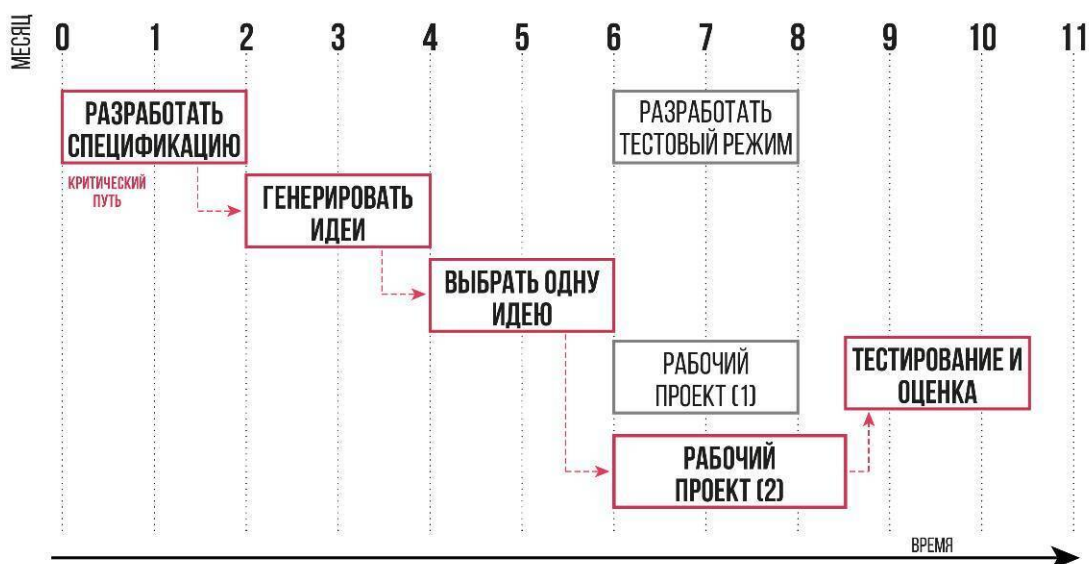 МЕСЯЦ
0 1 2 3 4 5 6 7 8 9 10 11
РАЗРАБОТАТЬ
СПЕЦИФИКАЦИЮ
РАЗРАБОТАТЬ
ТЕСТОВЫЙ РЕЖИМ
КРИТИЧЕСКИЙ
ПУТЬ
ГЕНЕРИРОВАТЬ
ИДЕИ
ВЫБРАТЬ ОДНУ
ИДЕЮ
РАБОЧИЙ
ПРОЕКТ (1)
ТЕСТИРОВАНИЕ И
ОЦЕНКА
РАБОЧИЙ
ПРОЕКТ (2)
ВРЕМЯ